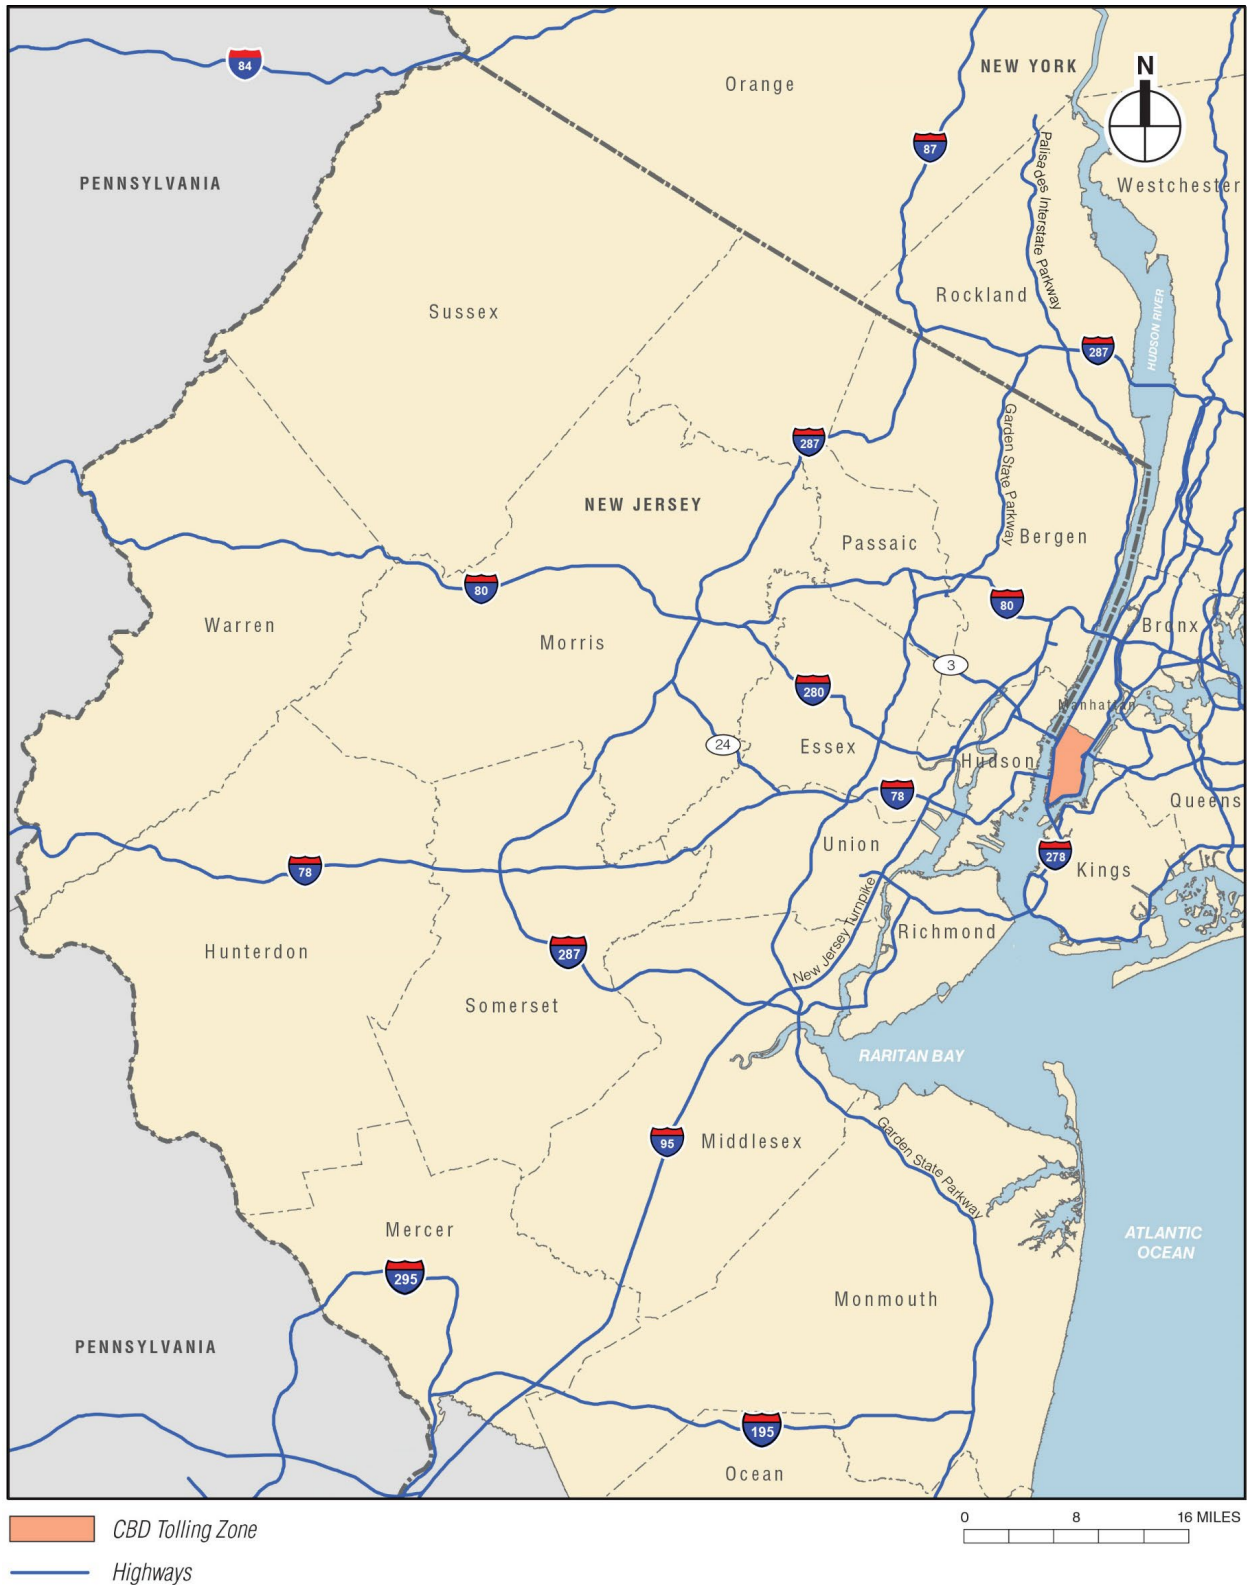 84
Orange
NEW YORK
N
87
PENNSYLVANIA
Palisades Interstate Parkway
Westchester
Sussex
Rockland
HUDSON RIVER
287
287
Garden State Parkway
NEW JERSEY
Passaic
Bergen
80
80
Warren
Morris
Bronx
3
280
Manhattan
24
Essex
Hudson
78
Queens
Union
278
Kings
78
New Jersey Turnpike
Richmond
Hunterdon
287
Somerset
RARITAN BAY
95
Middlesex
Garden State Parkway
Mercer
ATLANTIC
OCEAN
295
Monmouth
PENNSYLVANIA
195
Ocean
CBD Tolling Zone
0 8 16 MILES
Highways